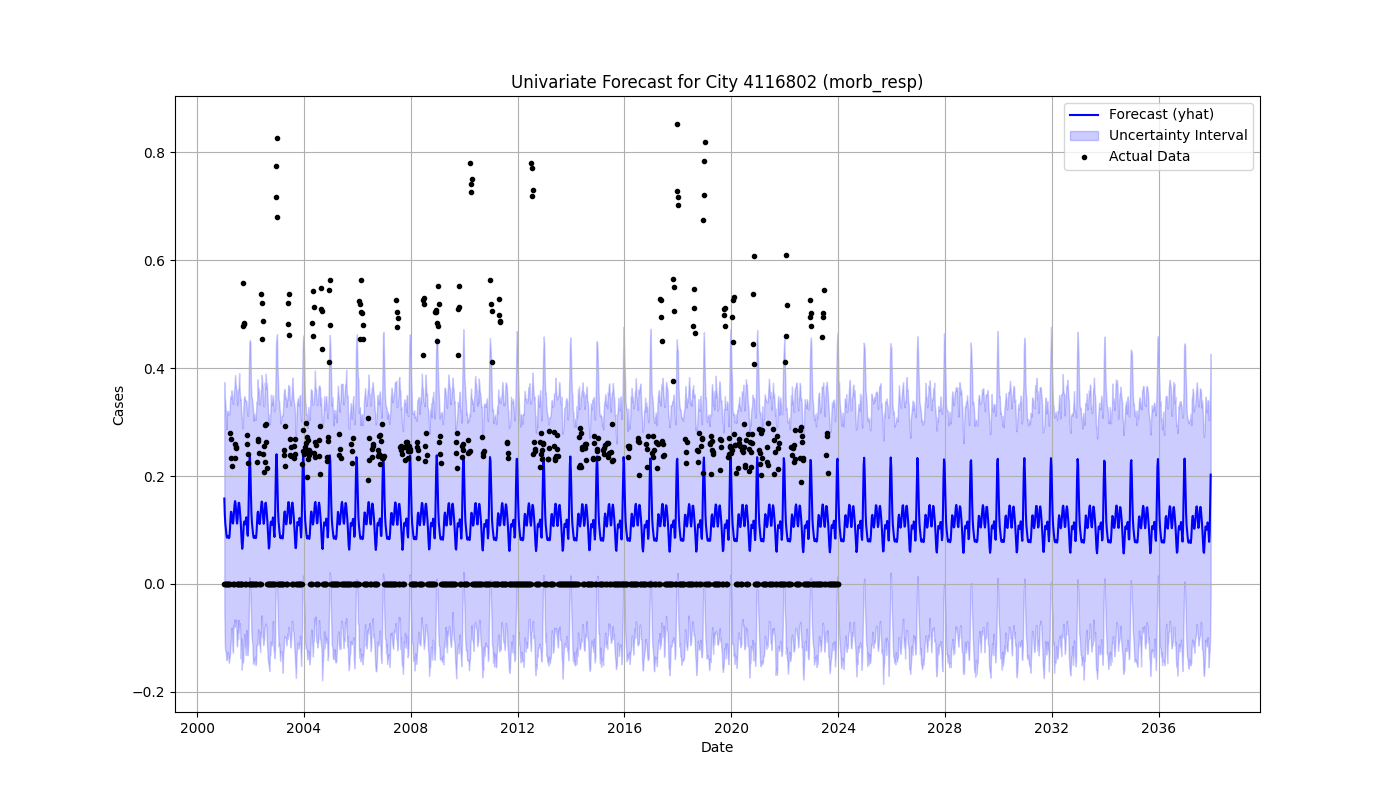 Univariate Forecast for City 4116802 (morb_resp)
Forecast (yhat)
Uncertainty Interval
Actual Data
Cases
0.8
0.6
0.4
0.2
0.0
−0.2
2000 2004 2008 2012 2016 2020 2024 2028 2032 2036
Date